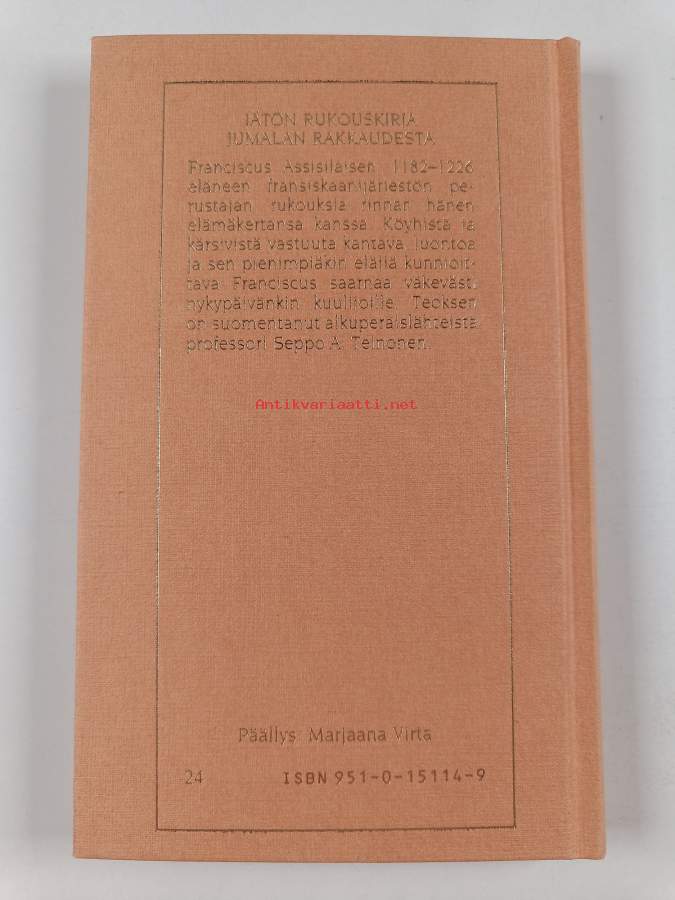 IATON RUKOUSKIRJA
JUMALAN RAKKAUDESTA
Franciscus Assisilaisen 1182–1226
eläneen fransiskaanijärjestön pe-
rustajan rukouksia rinnan hänen
elämäkertansa kanssa. Köyhistä ja
kärsivistä vastuuta kantava, luontoa
ja sen pienimpiäkin eläjiä kunnioit-
tava Franciscus saarnaa väkevästi
nykypäivänkin kuulijoille. Teoksen
on suomentanut alkuperäislähteistä
professori Seppo A. Teinonen.
Antikvariaatti.net
Päällys Marjaana Virta
24 ISBN 951-0-15114-9